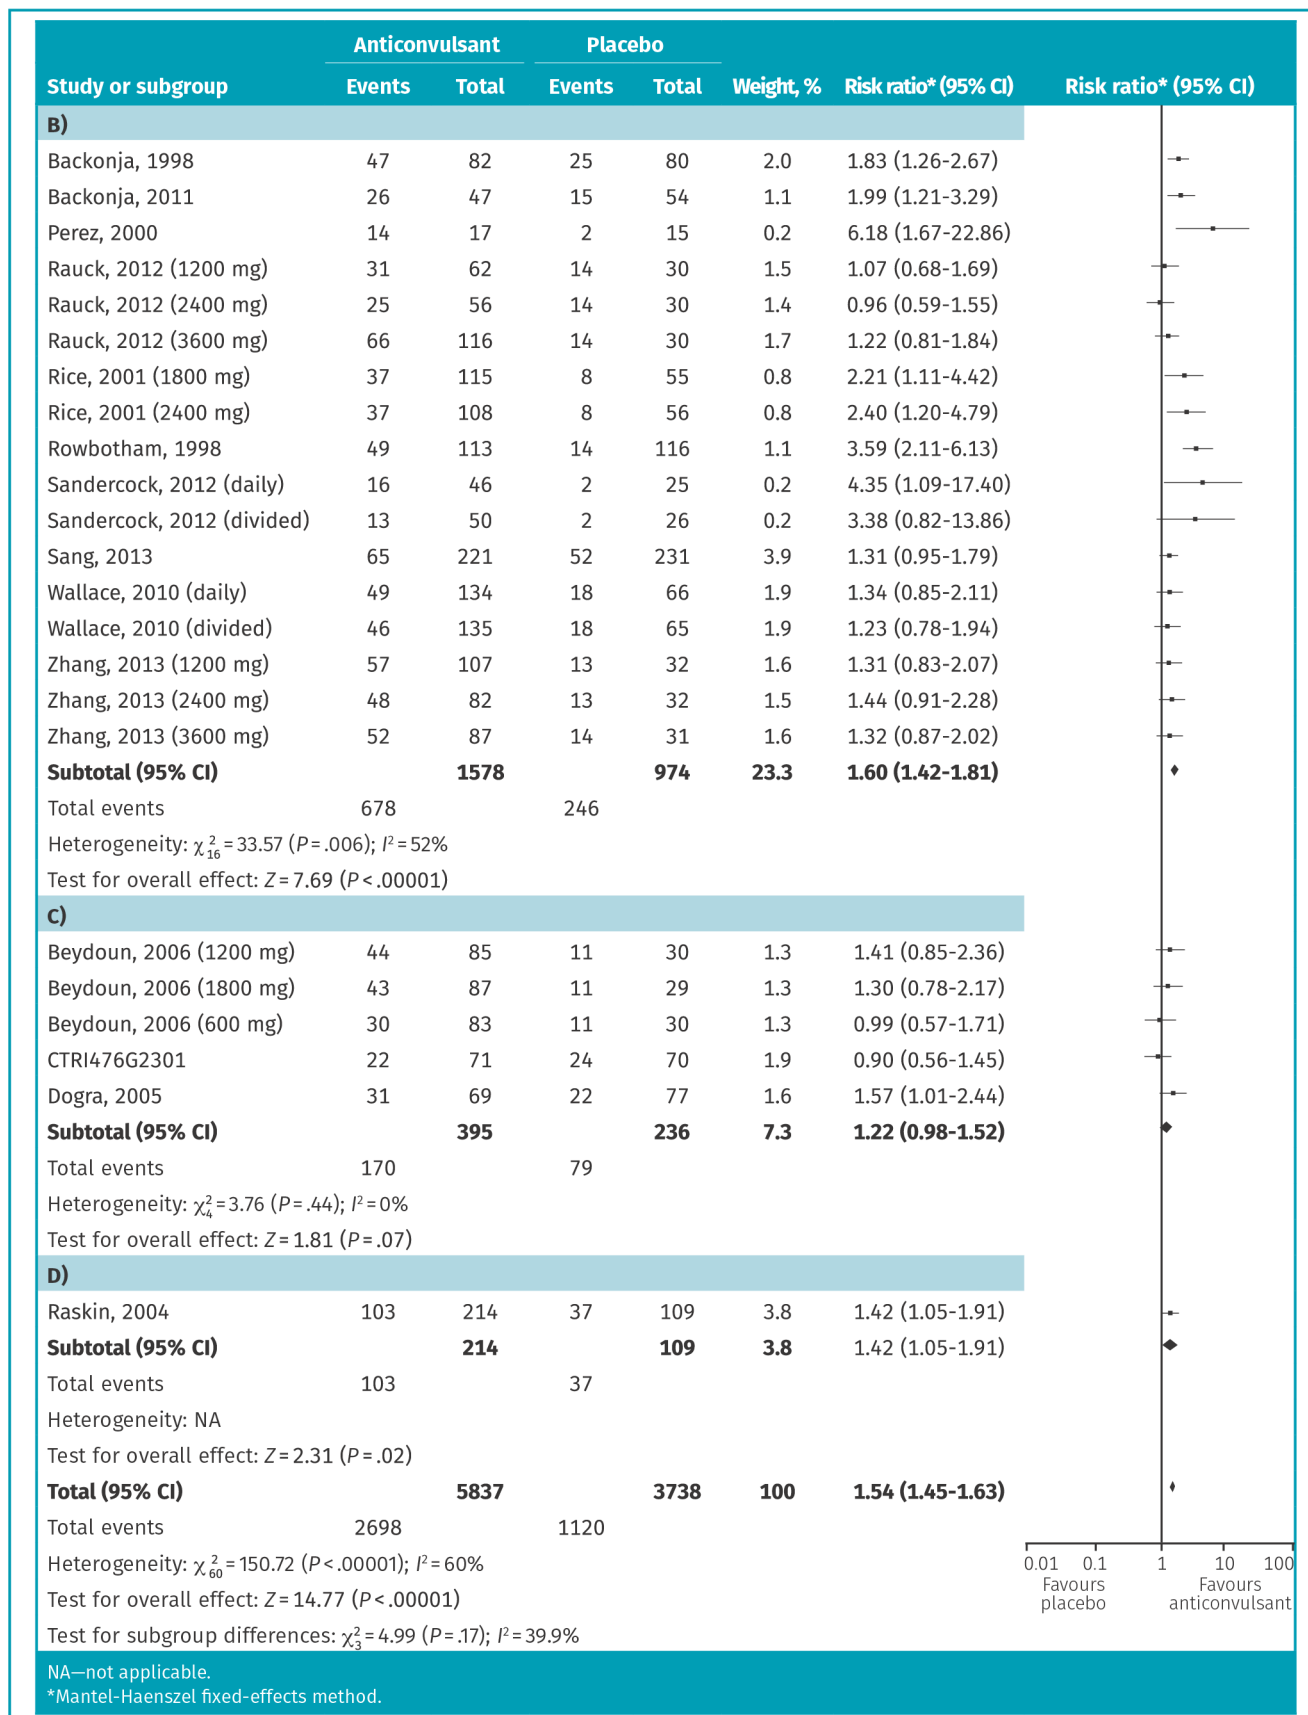 Anticonvulsant Placebo
Study or subgroup Events Total Events Total Weight, % Risk ratio* (95% CI) Risk ratio* (95% CI)
B)
Backonja, 1998 47 82 25 80 2.0 1.83 (1.26-2.67)
Backonja, 2011 26 47 15 54 1.1 1.99 (1.21-3.29)
Perez, 2000 14 17 2 15 0.2 6.18 (1.67-22.86)
Rauck, 2012 (1200 mg) 31 62 14 30 1.5 1.07 (0.68-1.69)
Rauck, 2012 (2400 mg) 25 56 14 30 1.4 0.96 (0.59-1.55)
Rauck, 2012 (3600 mg) 66 116 14 30 1.7 1.22 (0.81-1.84)
Rice, 2001 (1800 mg) 37 115 8 55 0.8 2.21 (1.11-4.42)
Rice, 2001 (2400 mg) 37 108 8 56 0.8 2.40 (1.20-4.79)
Rowbotham, 1998 49 113 14 116 1.1 3.59 (2.11-6.13)
Sandercock, 2012 (daily) 16 46 2 25 0.2 4.35 (1.09-17.40)
Sandercock, 2012 (divided) 13 50 2 26 0.2 3.38 (0.82-13.86)
Sang, 2013 65 221 52 231 3.9 1.31 (0.95-1.79)
Wallace, 2010 (daily) 49 134 18 66 1.9 1.34 (0.85-2.11)
Wallace, 2010 (divided) 46 135 18 65 1.9 1.23 (0.78-1.94)
Zhang, 2013 (1200 mg) 57 107 13 32 1.6 1.31 (0.83-2.07)
Zhang, 2013 (2400 mg) 48 82 13 32 1.5 1.44 (0.91-2.28)
Zhang, 2013 (3600 mg) 52 87 14 31 1.6 1.32 (0.87-2.02)
Subtotal (95% CI) 1578 974 23.3 1.60 (1.42-1.81)
Total events 678 246
Heterogeneity: χ²₁₆ = 33.57 (P = .006); I² = 52%
Test for overall effect: Z = 7.69 (P < .00001)
C)
Beydoun, 2006 (1200 mg) 44 85 11 30 1.3 1.41 (0.85-2.36)
Beydoun, 2006 (1800 mg) 43 87 11 29 1.3 1.30 (0.78-2.17)
Beydoun, 2006 (600 mg) 30 83 11 30 1.3 0.99 (0.57-1.71)
CTRI476G2301 22 71 24 70 1.9 0.90 (0.56-1.45)
Dogra, 2005 31 69 22 77 1.6 1.57 (1.01-2.44)
Subtotal (95% CI) 395 236 7.3 1.22 (0.98-1.52)
Total events 170 79
Heterogeneity: χ²₄ = 3.76 (P = .44); I² = 0%
Test for overall effect: Z = 1.81 (P = .07)
D)
Raskin, 2004 103 214 37 109 3.8 1.42 (1.05-1.91)
Subtotal (95% CI) 214 109 3.8 1.42 (1.05-1.91)
Total events 103 37
Heterogeneity: NA
Test for overall effect: Z = 2.31 (P = .02)
Total (95% CI) 5837 3738 100 1.54 (1.45-1.63)
Total events 2698 1120
Heterogeneity: χ²₆₀ = 150.72 (P < .00001); I² = 60%
Test for overall effect: Z = 14.77 (P < .00001)
Test for subgroup differences: χ²₃ = 4.99 (P = .17); I² = 39.9%
0.01 0.1 1 10 100
Favours Favours
placebo anticonvulsant
NA—not applicable.
*Mantel-Haenszel fixed-effects method.